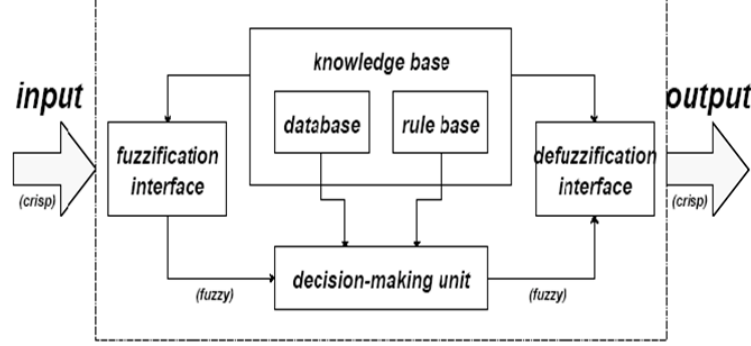 knowledge base
input
output
database
rule base
fuzzification
interface
defuzzification
interface
(crisp)
(crisp)
decision-making unit
(fuzzy)
(fuzzy)